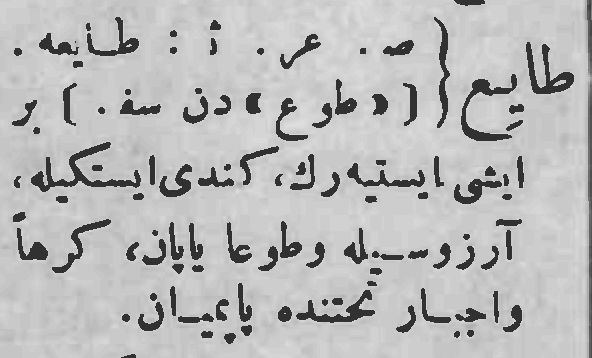 طايِع { ص . عر . ث : طايعه .
[ « طوع » دن سف . ] بر
ايشى ايستيه رك ، كندى ايستكيله ،
آرزوسيله وطوعا ياپان ، كرهاً
واجبار تحتنده ياپميان .